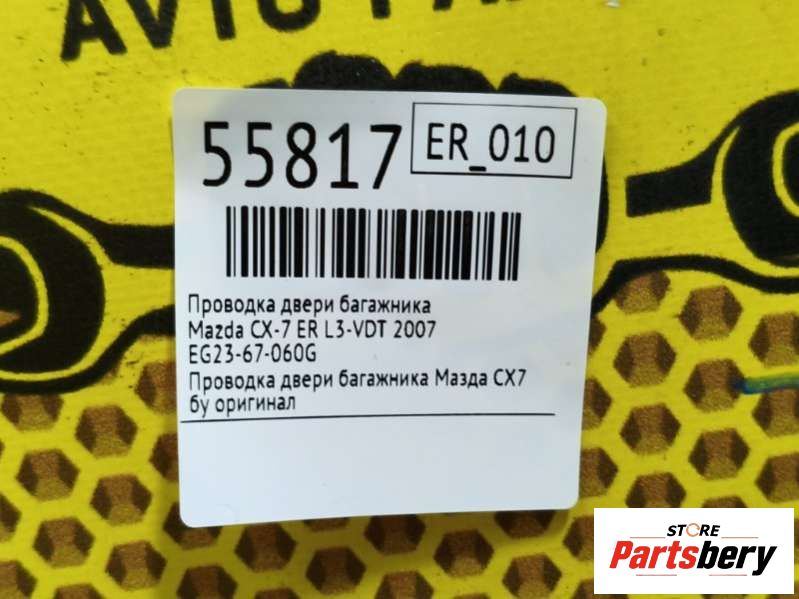 AVTO
55817
ER_010
Проводка двери багажника
Mazda CX-7 ER L3-VDT 2007
EG23-67-060G
Проводка двери багажника Мазда CX7
бу оригинал
STORE
Partsbery